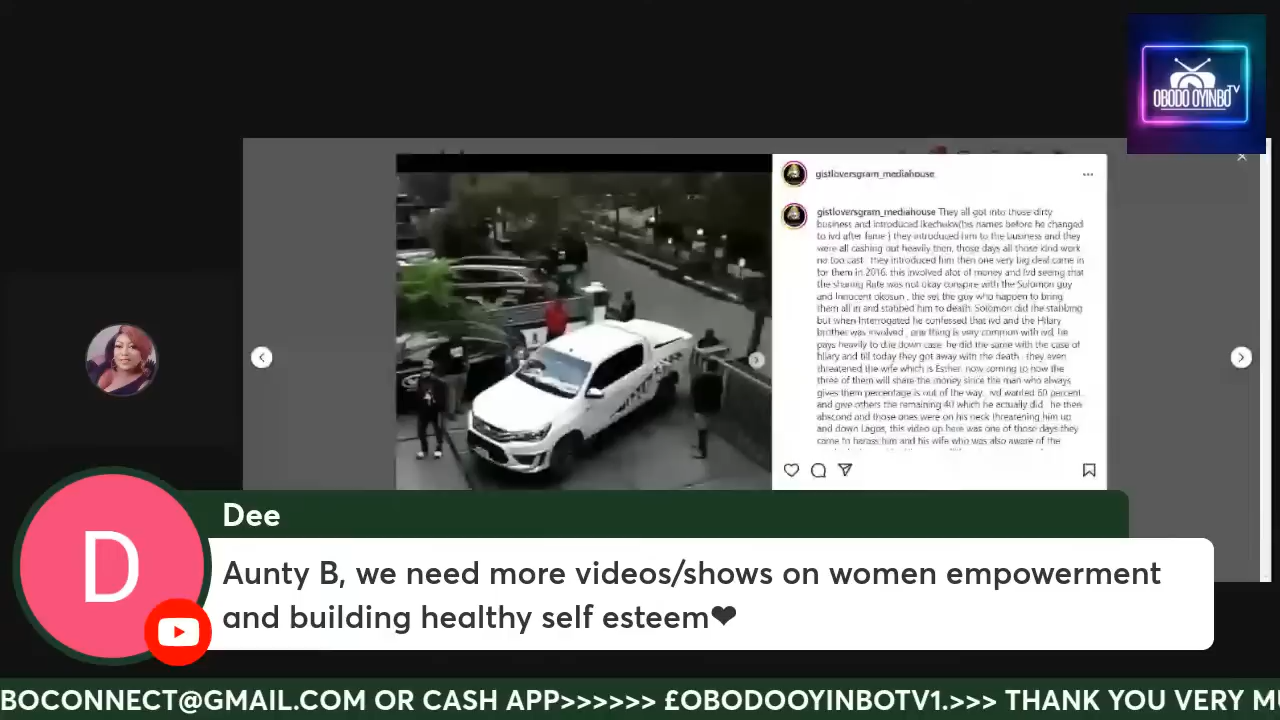 OBODO OYINBO TV
gistloversgram_mediahouse
gistloversgram_mediahouse They all got into those dirty
business and introduced Ikechukw(his names before he changed
to ivd after fame ) they introduced him to the business and they
were all cashing out heavily then, those days all those kind work
no too cast , they introduced him then one very big deal came in
for them in 2016, this involved alot of money and Ivd seeing that
the sharing Rate was not okay conspire with the Solomon guy
and Innocent okosun , the set the guy who happen to bring
them all in and stabbed him to death, Solomon did the stabbing
but when Interrogated he confessed that ivd and the Hilary
brother was involved , one thing is very common with ivd, he
pays heavily to case down case, he did the same with the case of
hilary and till today they got away with the death , they even
threatened the wife which is Esther, now coming to how the
three of them will share the money since the man who always
gives them percentage is out of the way, ivd wanted 60 percent
and give others the remaining 40 which he actually did , he then
abscond and those ones were on his neck threatening him up
and down Lagos, this video up here was one of those days they
came to harass him and his wife who was also aware of the
Dee
D
Aunty B, we need more videos/shows on women empowerment
and building healthy self esteem❤
BOCONNECT@GMAIL.COM OR CASH APP>>>>>> £OBODOOYINBOTV1.>>> THANK YOU VERY M